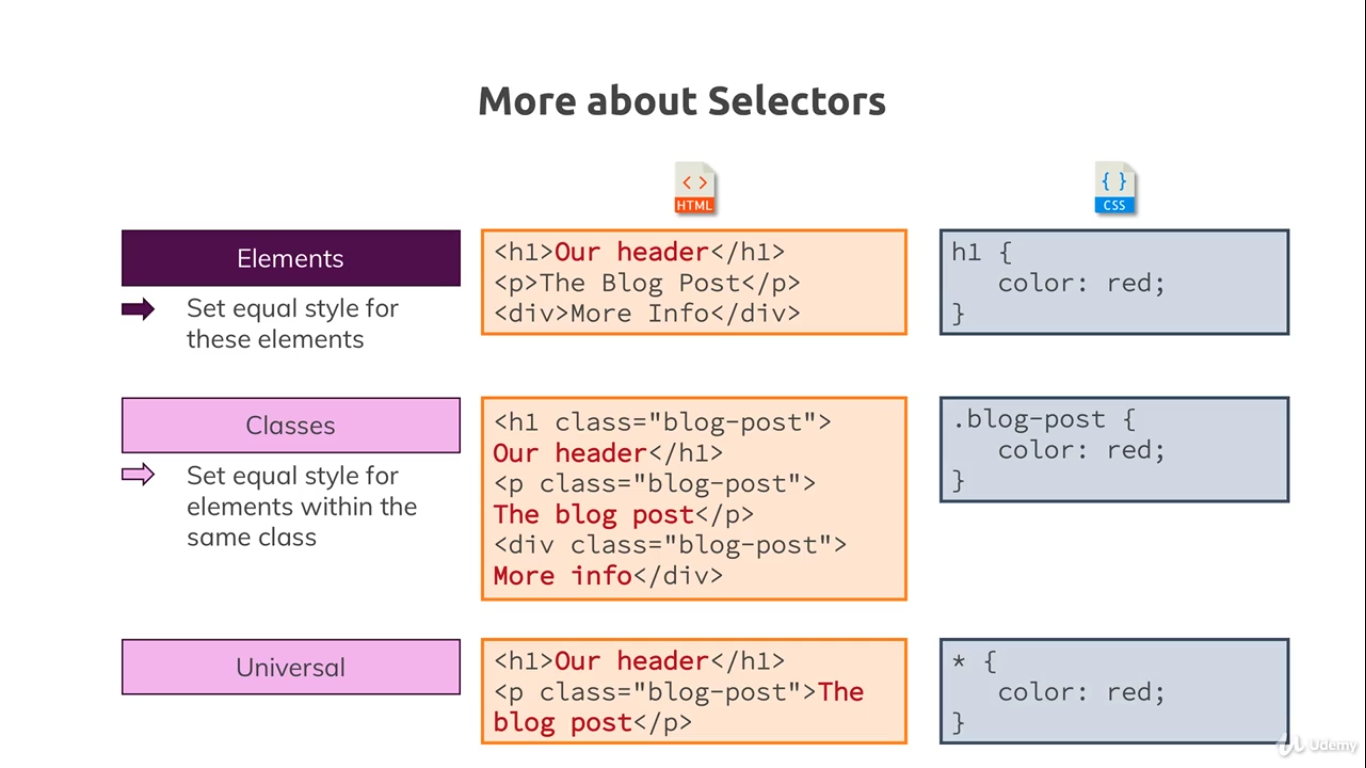 More about Selectors
HTML
CSS
Elements
Set equal style for
these elements
<h1>Our header</h1>
<p>The Blog Post</p>
<div>More Info</div>
h1 {
color: red;
}
Classes
Set equal style for
elements within the
same class
<h1 class="blog-post">
Our header</h1>
<p class="blog-post">
The blog post</p>
<div class="blog-post">
More info</div>
.blog-post {
color: red;
}
Universal
<h1>Our header</h1>
<p class="blog-post">The
blog post</p>
* {
color: red;
}
Udemy